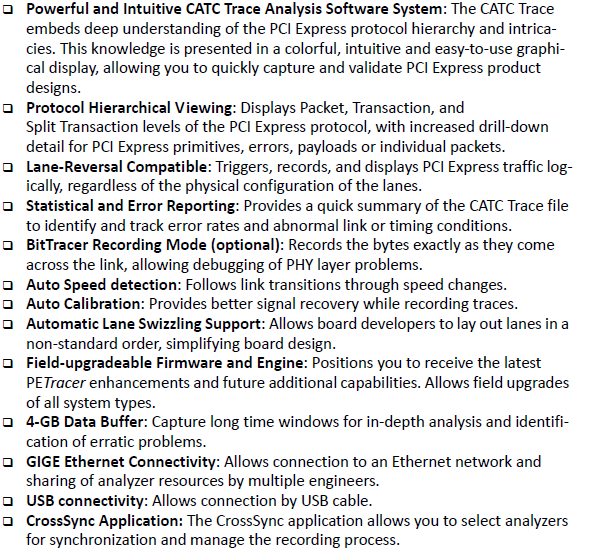 ❏ Powerful and Intuitive CATC Trace Analysis Software System: The CATC Trace
embeds deep understanding of the PCI Express protocol hierarchy and intrica-
cies. This knowledge is presented in a colorful, intuitive and easy-to-use graphi-
cal display, allowing you to quickly capture and validate PCI Express product
designs.
❏ Protocol Hierarchical Viewing: Displays Packet, Transaction, and
Split Transaction levels of the PCI Express protocol, with increased drill-down
detail for PCI Express primitives, errors, payloads or individual packets.
❏ Lane-Reversal Compatible: Triggers, records, and displays PCI Express traffic log-
ically, regardless of the physical configuration of the lanes.
❏ Statistical and Error Reporting: Provides a quick summary of the CATC Trace file
to identify and track error rates and abnormal link or timing conditions.
❏ BitTracer Recording Mode (optional): Records the bytes exactly as they come
across the link, allowing debugging of PHY layer problems.
❏ Auto Speed detection: Follows link transitions through speed changes.
❏ Auto Calibration: Provides better signal recovery while recording traces.
❏ Automatic Lane Swizzling Support: Allows board developers to lay out lanes in a
non-standard order, simplifying board design.
❏ Field-upgradeable Firmware and Engine: Positions you to receive the latest
PETracer enhancements and future additional capabilities. Allows field upgrades
of all system types.
❏ 4-GB Data Buffer: Capture long time windows for in-depth analysis and identifi-
cation of erratic problems.
❏ GIGE Ethernet Connectivity: Allows connection to an Ethernet network and
sharing of analyzer resources by multiple engineers.
❏ USB connectivity: Allows connection by USB cable.
❏ CrossSync Application: The CrossSync application allows you to select analyzers
for synchronization and manage the recording process.